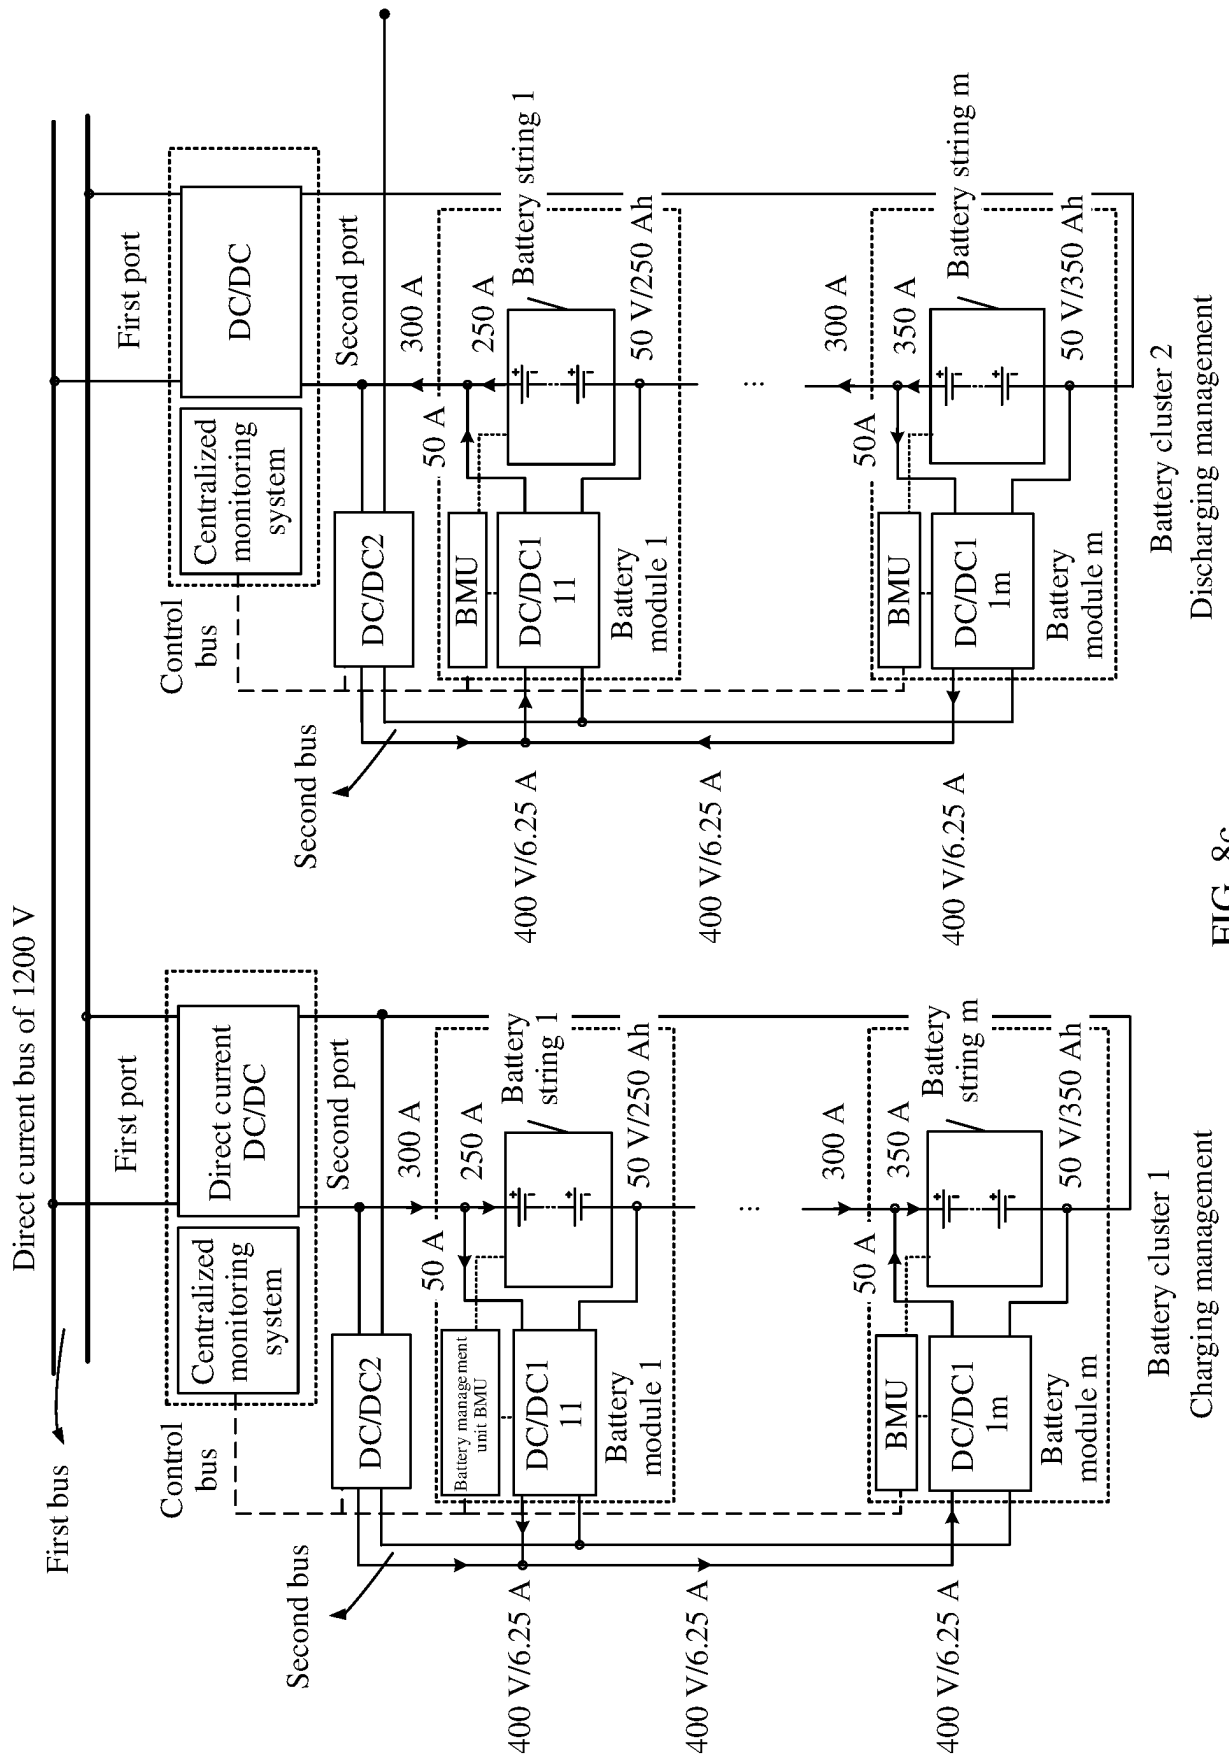 Direct current bus of 1200 V
First bus
First port
First port
Control
bus
Centralized
monitoring
system
Direct current
DC/DC
Control
bus
Centralized
monitoring
system
DC/DC
Second bus
DC/DC2
Second port
Second bus
DC/DC2
Second port
300 A
300 A
50 A
250 A
50 A
250 A
Battery management
unit BMU
Battery
string 1
BMU
Battery string 1
400 V/6.25 A
DC/DC1
11
400 V/6.25 A
DC/DC1
11
Battery
module 1
50 V/250 Ah
Battery
module 1
50 V/250 Ah
400 V/6.25 A
...
400 V/6.25 A
...
300 A
300 A
50 A
350 A
50A
350 A
BMU
Battery
string m
BMU
Battery string m
400 V/6.25 A
DC/DC1
1m
400 V/6.25 A
DC/DC1
1m
Battery
module m
50 V/350 Ah
Battery
module m
50 V/350 Ah
Battery cluster 1
Charging management
Battery cluster 2
Discharging management
FIG. 8c